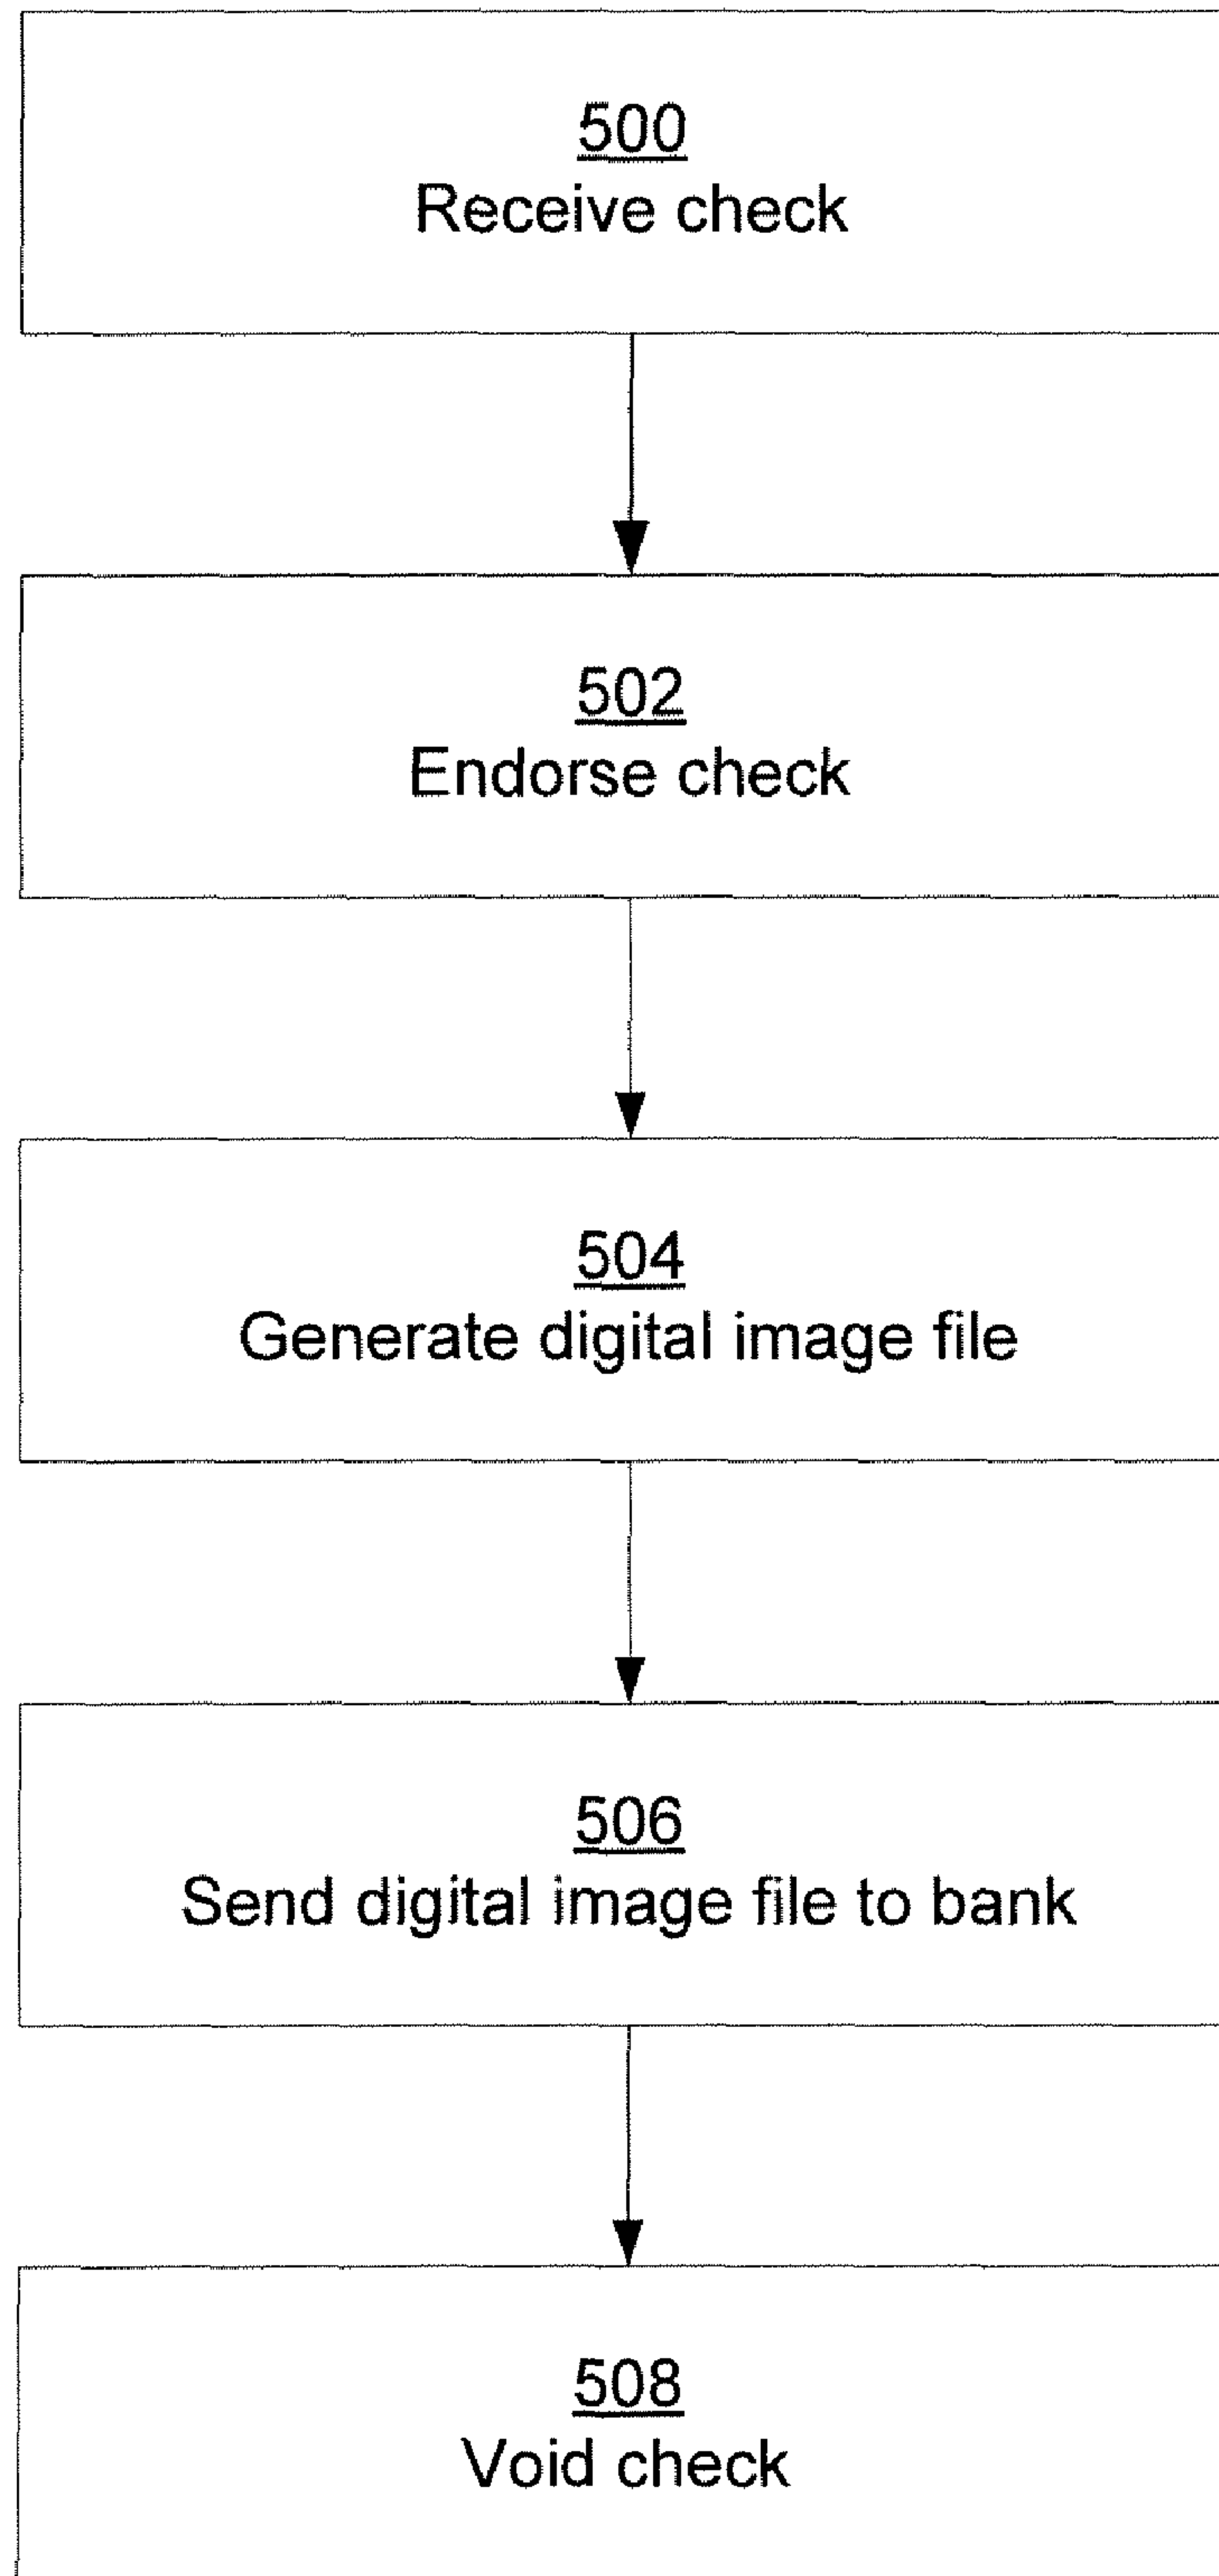 500
Receive check
502
Endorse check
504
Generate digital image file
506
Send digital image file to bank
508
Void check